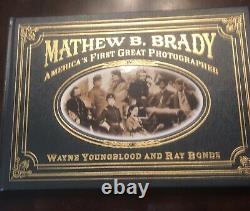 MATHEW B. BRADY
AMERICA'S FIRST GREAT PHOTOGRAPHER
WAYNE YOUNGBLOOD AND RAY BONDS
ebay